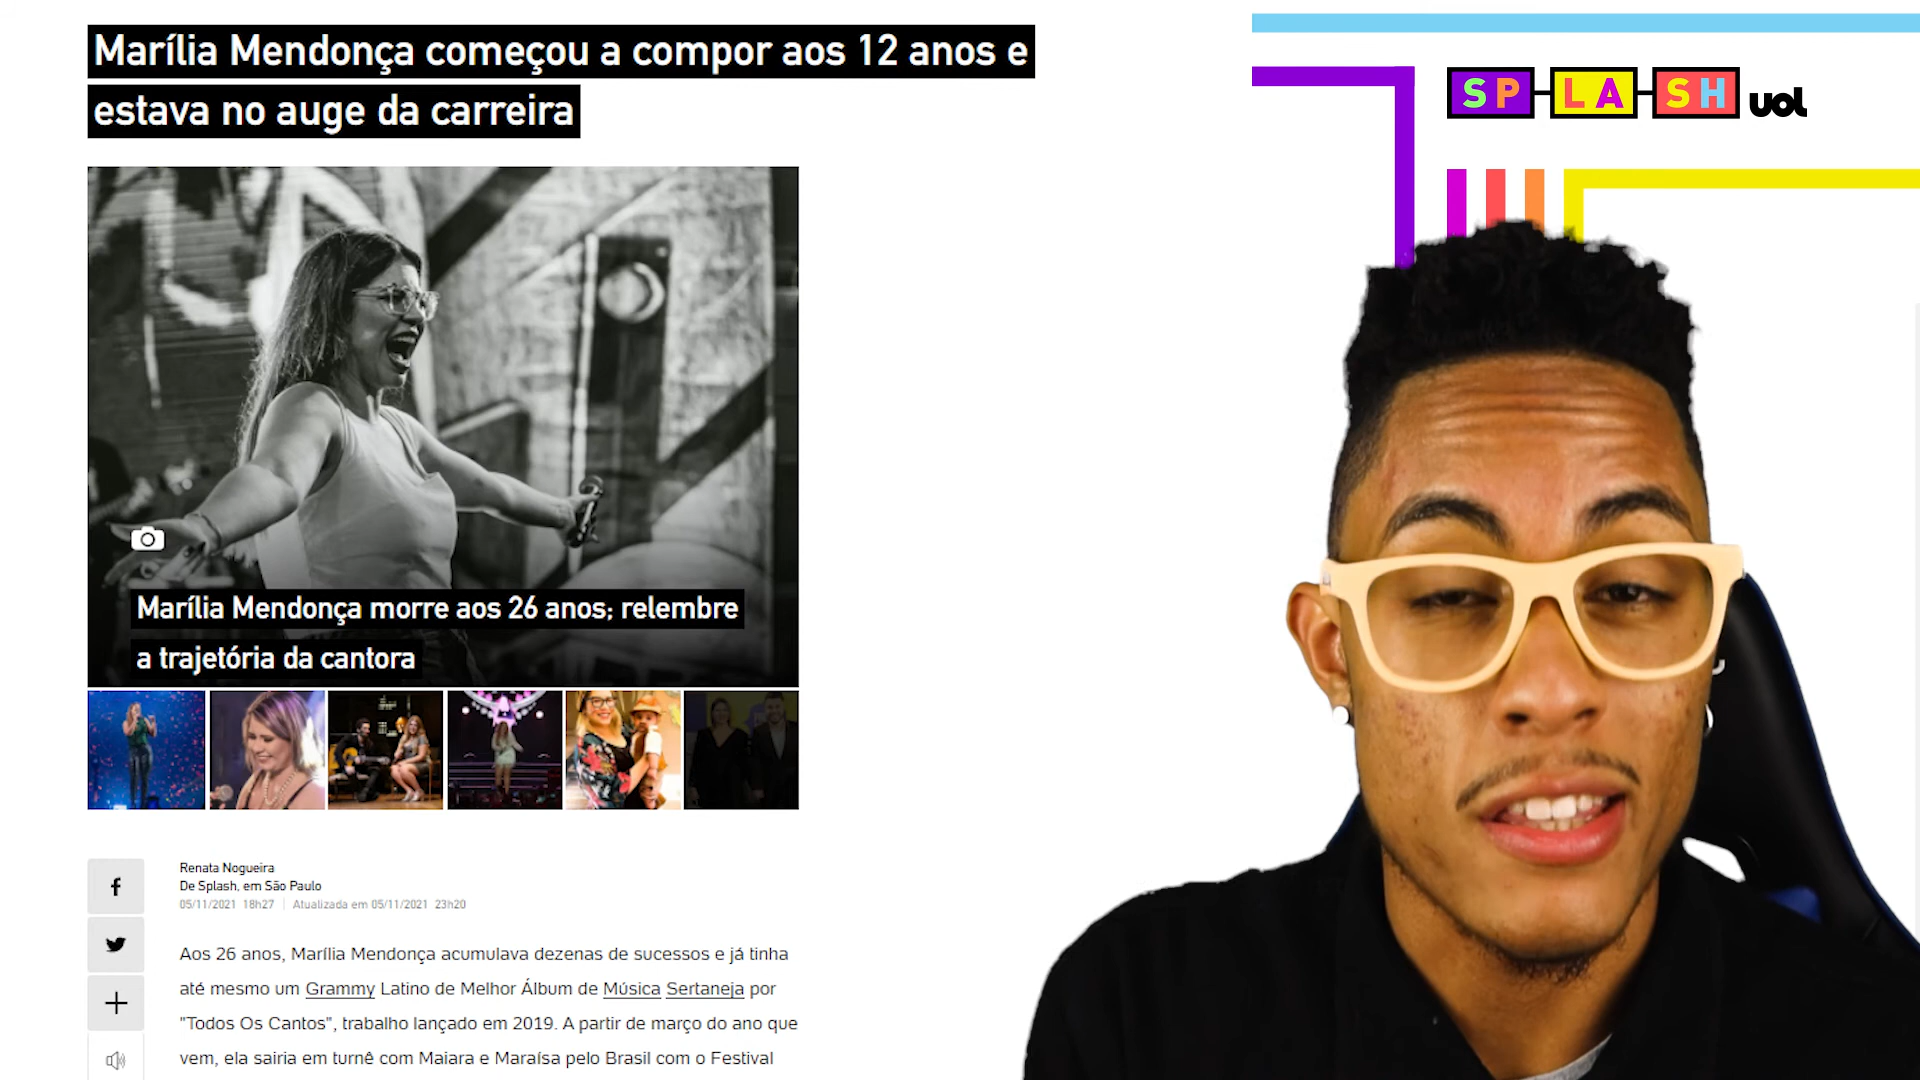 Marília Mendonça começou a compor aos 12 anos e
estava no auge da carreira
SPLASH uol
Marília Mendonça morre aos 26 anos; relembre
a trajetória da cantora
Renata Nogueira
De Splash, em São Paulo
05/11/2021 18h27 | Atualizada em 05/11/2021 23h20
Aos 26 anos, Marília Mendonça acumulava dezenas de sucessos e já tinha
até mesmo um Grammy Latino de Melhor Álbum de Música Sertaneja por
"Todos Os Cantos", trabalho lançado em 2019. A partir de março do ano que
vem, ela sairia em turnê com Maiara e Maraísa pelo Brasil com o Festival